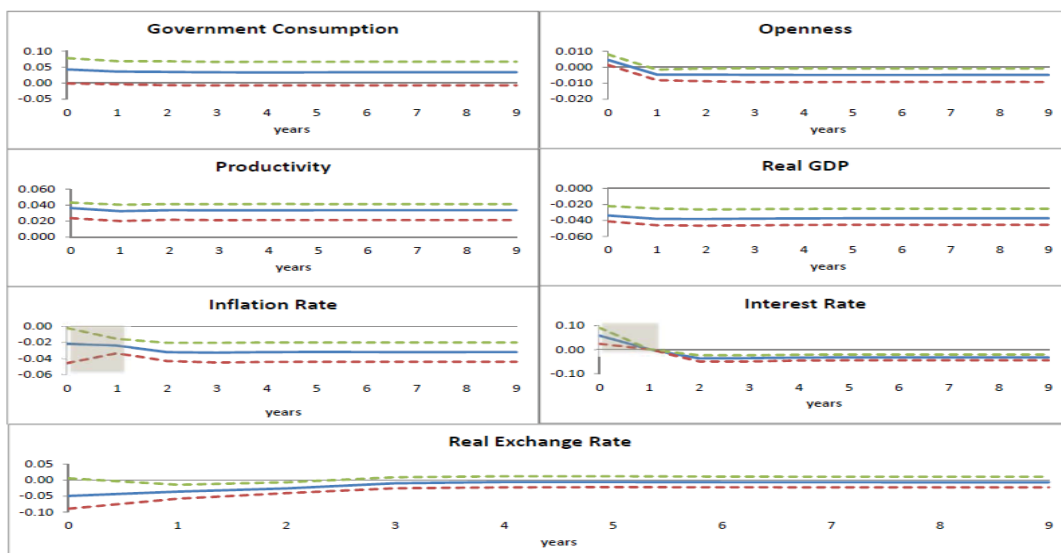 Government Consumption
0.10
0.05
0.00
-0.05
0 1 2 3 4 5 6 7 8 9
years
Openness
0.010
0.000
-0.010
-0.020
0 1 2 3 4 5 6 7 8 9
years
Productivity
0.060
0.040
0.020
0.000
0 1 2 3 4 5 6 7 8 9
years
Real GDP
0.000
-0.020
-0.040
-0.060
0 1 2 3 4 5 6 7 8 9
years
Inflation Rate
0.00
-0.02
-0.04
-0.06
0 1 2 3 4 5 6 7 8 9
years
Interest Rate
0.10
0.00
-0.10
0 1 2 3 4 5 6 7 8 9
years
Real Exchange Rate
0.05
0.00
-0.05
-0.10
0 1 2 3 4 5 6 7 8 9
years